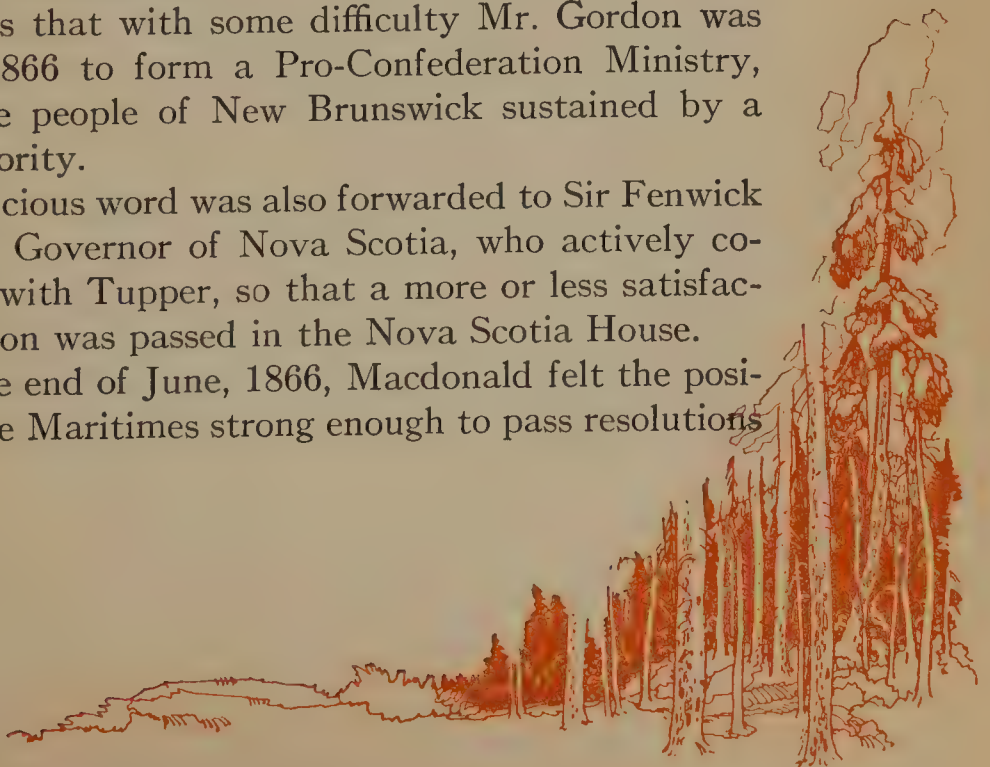 s that with some difficulty Mr. Gordon was
866 to form a Pro-Confederation Ministry,
e people of New Brunswick sustained by a
ority.
cious word was also forwarded to Sir Fenwick
Governor of Nova Scotia, who actively co-
with Tupper, so that a more or less satisfac-
on was passed in the Nova Scotia House.
e end of June, 1866, Macdonald felt the posi-
e Maritimes strong enough to pass resolutions